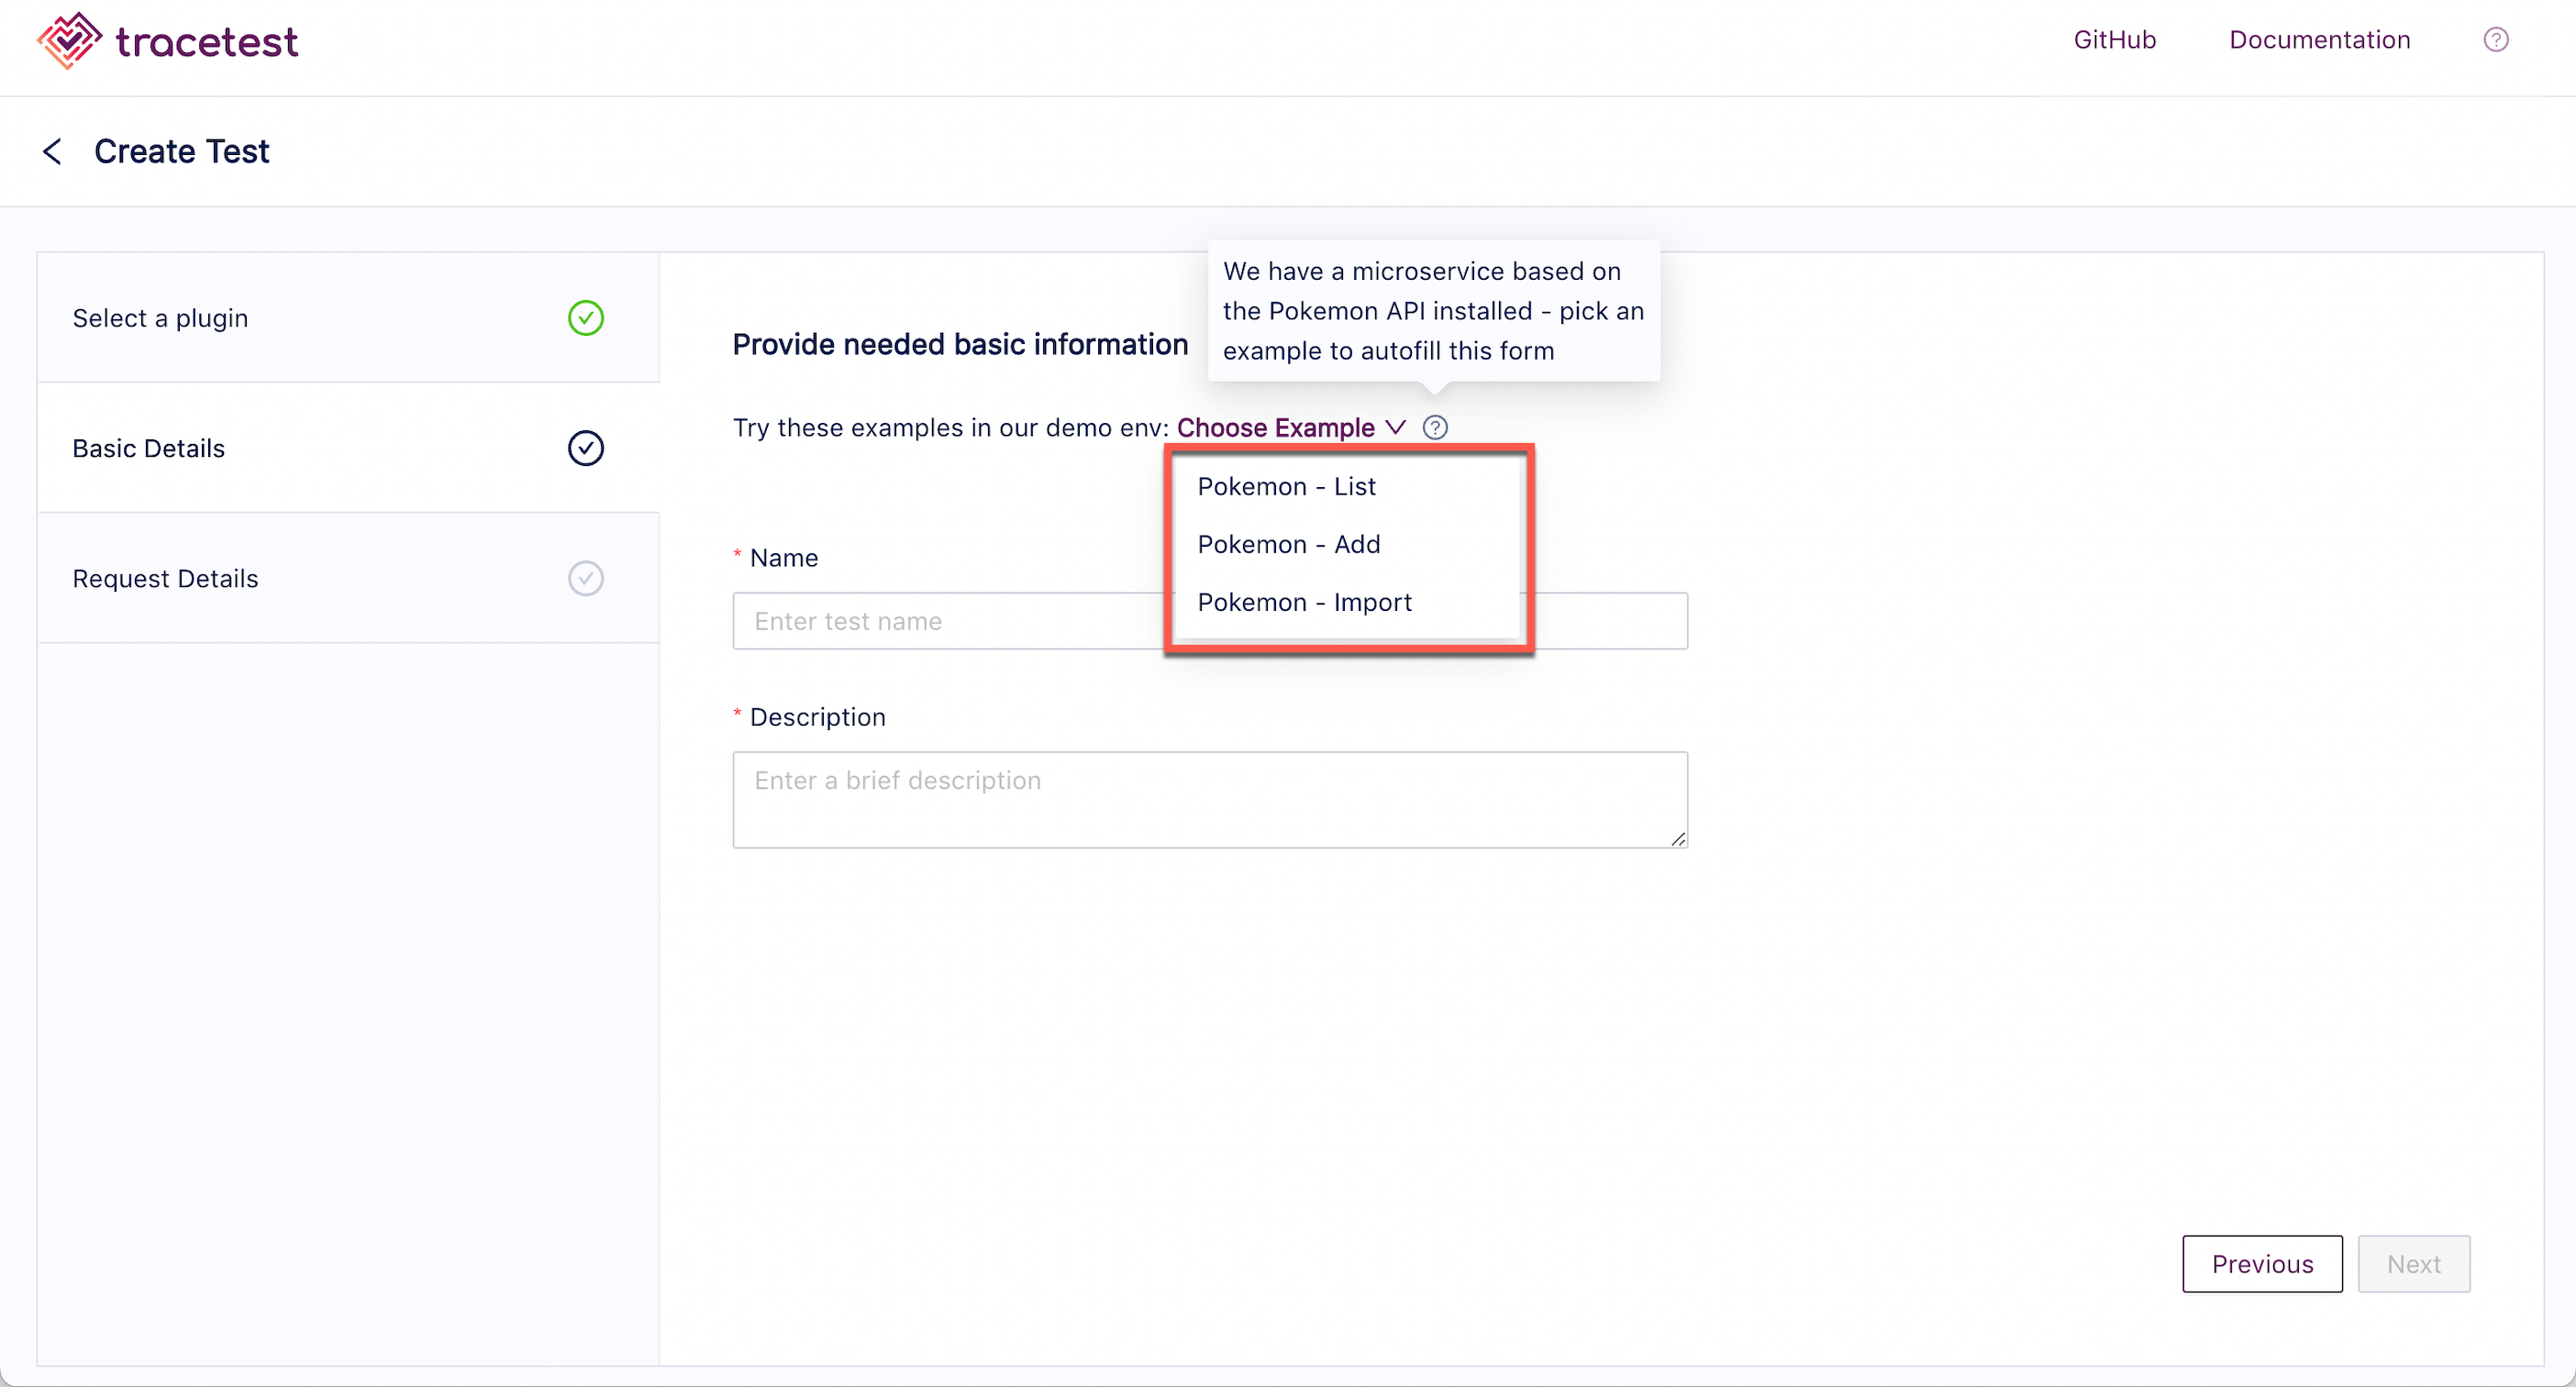 tracetest
GitHub
Documentation
?
Create Test
Select a plugin
Basic Details
Request Details
We have a microservice based on
the Pokemon API installed - pick an
example to autofill this form
Provide needed basic information
Try these examples in our demo env: Choose Example ?
Pokemon - List
Pokemon - Add
Pokemon - Import
* Name
Enter test name
* Description
Enter a brief description
Previous
Next